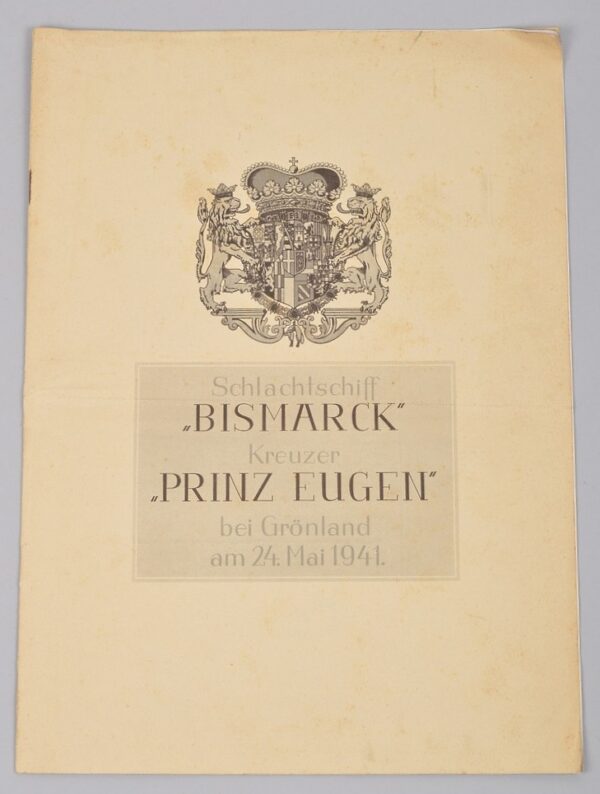 Schlachtschiff
„BISMARCK"
Kreuzer
„PRINZ EUGEN"
bei Grönland
am 24. Mai 1941.